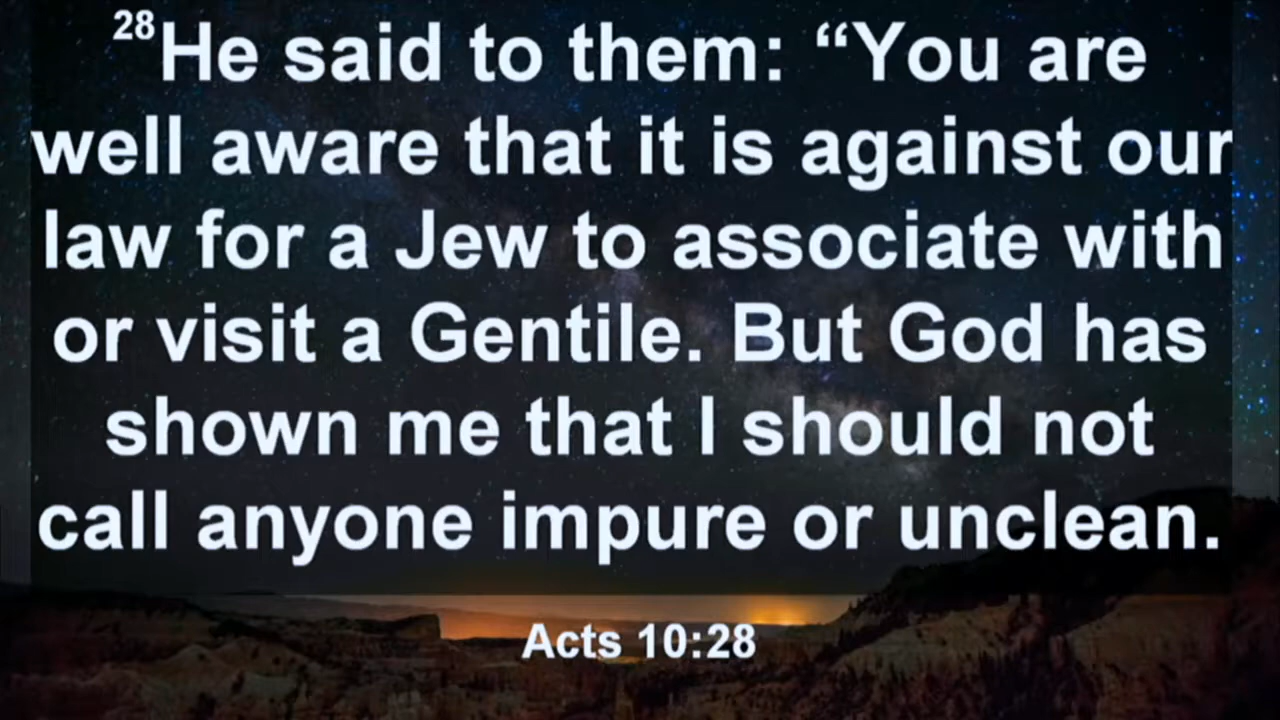 28He said to them: “You are
well aware that it is against our
law for a Jew to associate with
or visit a Gentile. But God has
shown me that I should not
call anyone impure or unclean.
Acts 10:28